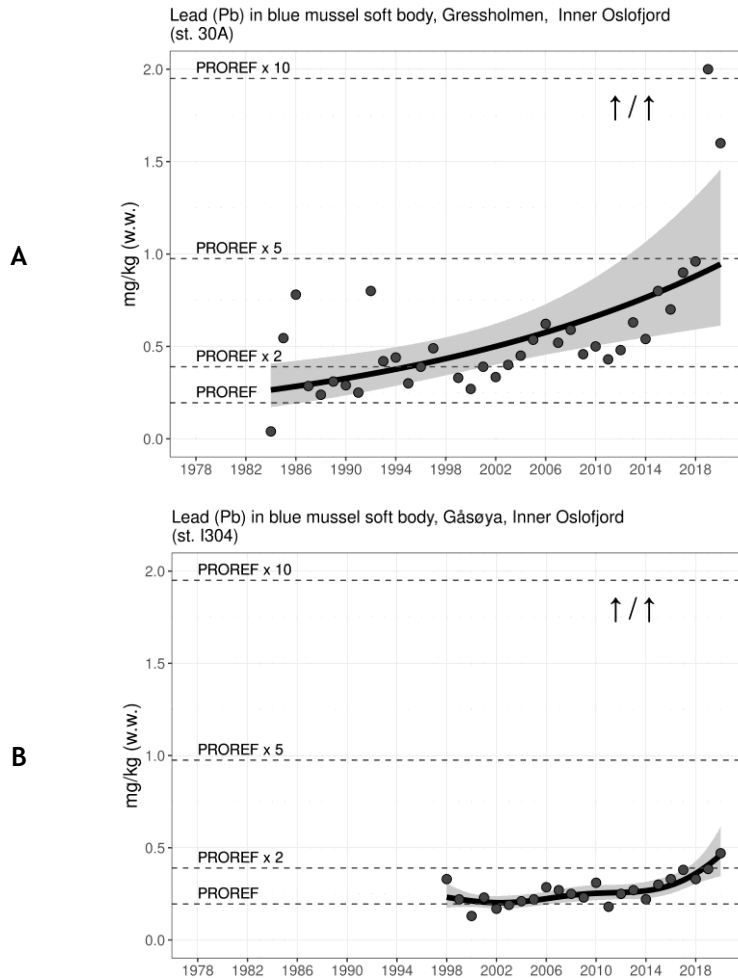 Lead (Pb) in blue mussel soft body, Gressholmen,  Inner Oslofjord
(st. 30A)
A
mg/kg (w.w.)
2.0
1.5
1.0
0.5
0.0
PROREF x 10
↑ / ↑
PROREF x 5
PROREF x 2
PROREF
1978 1982 1986 1990 1994 1998 2002 2006 2010 2014 2018
Lead (Pb) in blue mussel soft body, Gåsøya, Inner Oslofjord
(st. I304)
B
mg/kg (w.w.)
2.0
1.5
1.0
0.5
0.0
PROREF x 10
↑ / ↑
PROREF x 5
PROREF x 2
PROREF
1978 1982 1986 1990 1994 1998 2002 2006 2010 2014 2018